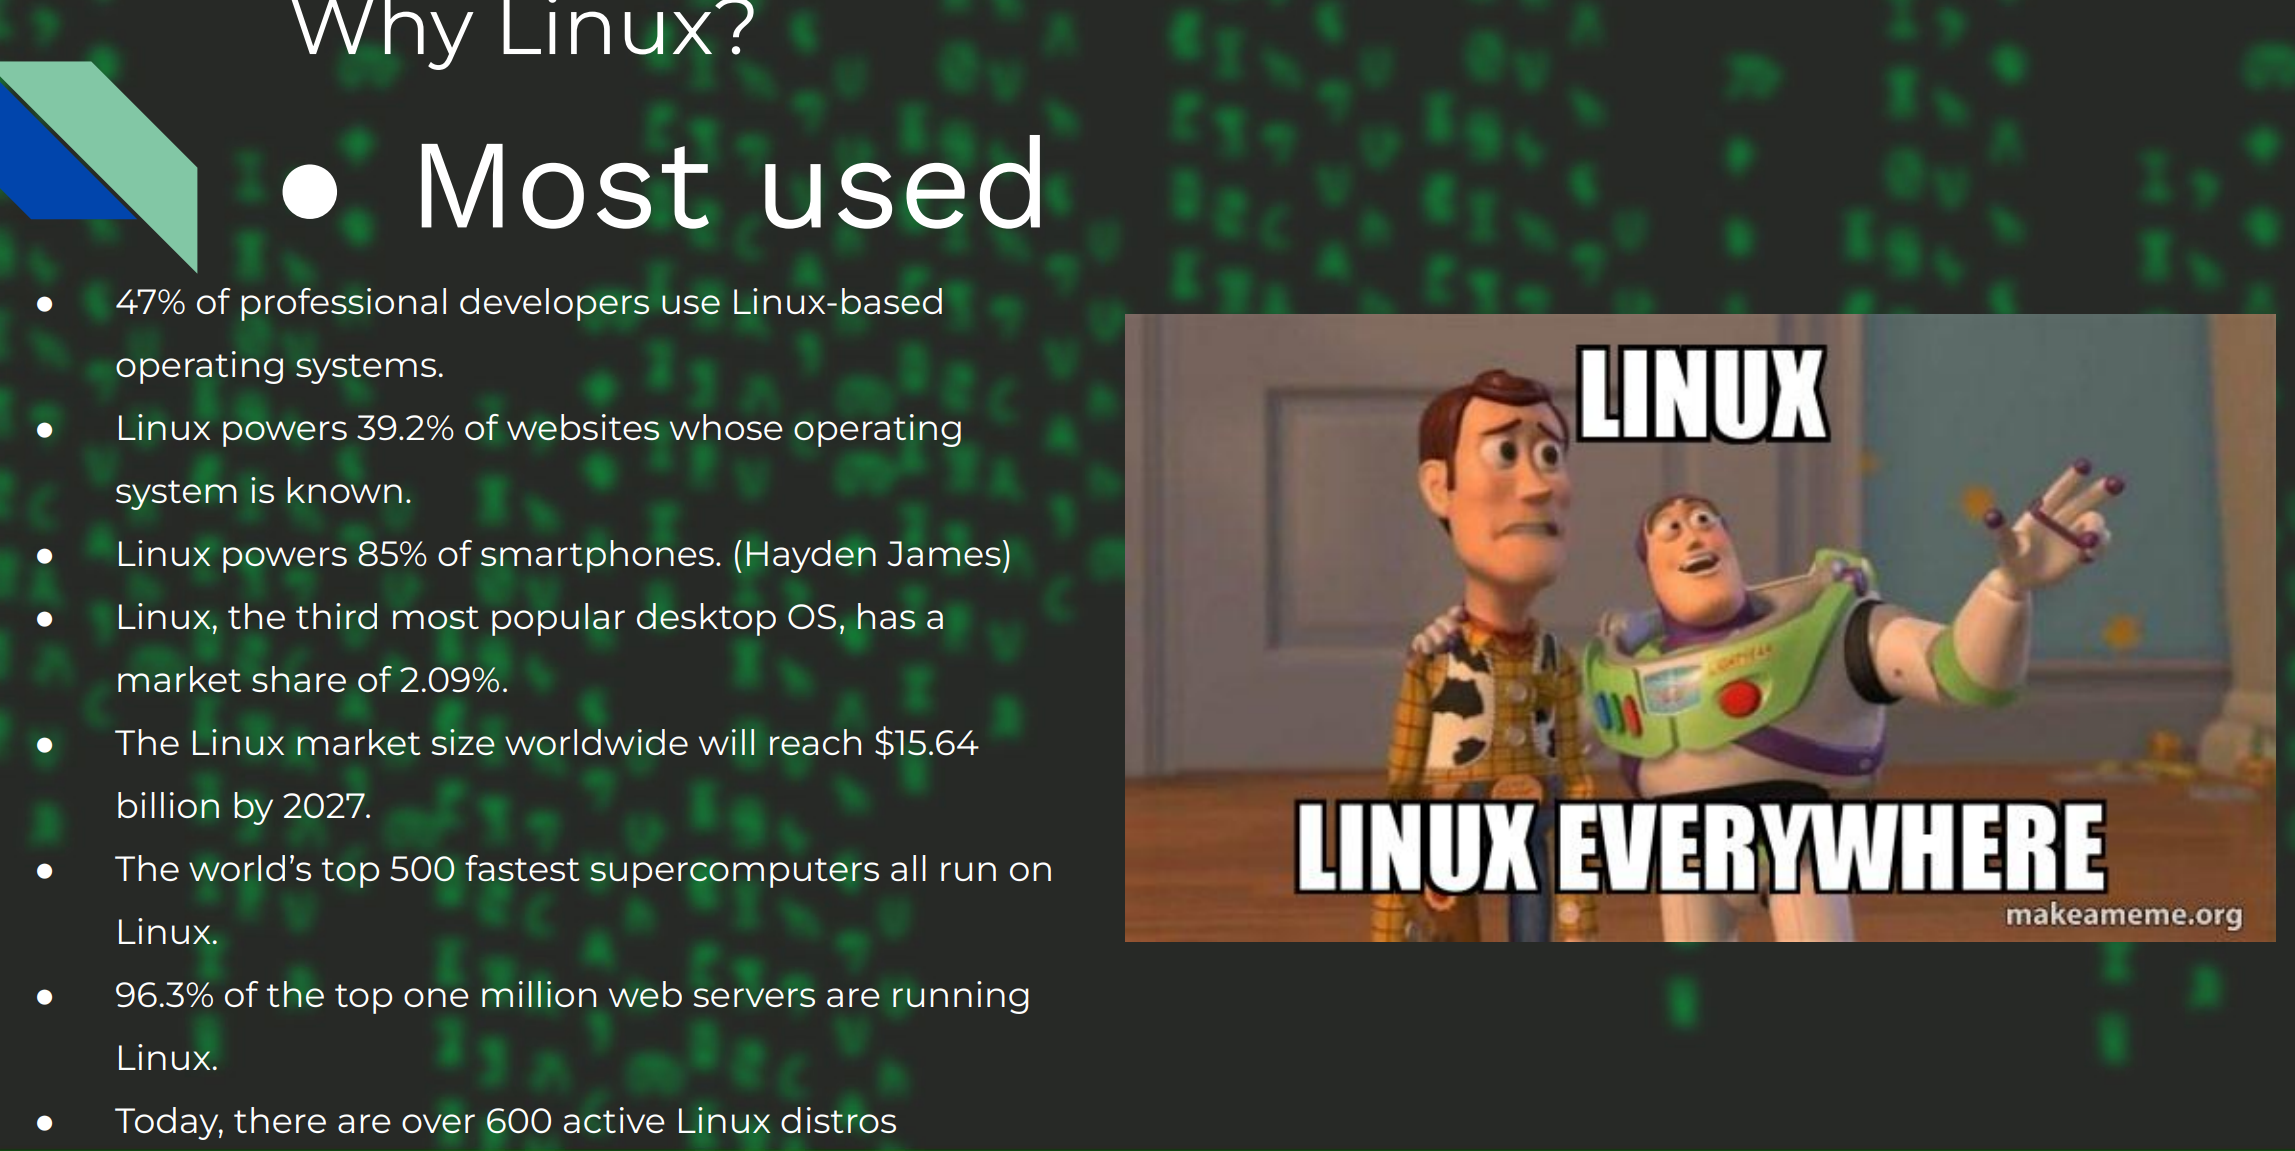 Why Linux?
● Most used
● 47% of professional developers use Linux-based
operating systems.
● Linux powers 39.2% of websites whose operating
system is known.
● Linux powers 85% of smartphones. (Hayden James)
● Linux, the third most popular desktop OS, has a
market share of 2.09%.
● The Linux market size worldwide will reach $15.64
billion by 2027.
● The world’s top 500 fastest supercomputers all run on
Linux.
● 96.3% of the top one million web servers are running
Linux.
● Today, there are over 600 active Linux distros
LINUX
LIGHTYEAR
LINUX EVERYWHERE
makeameme.org